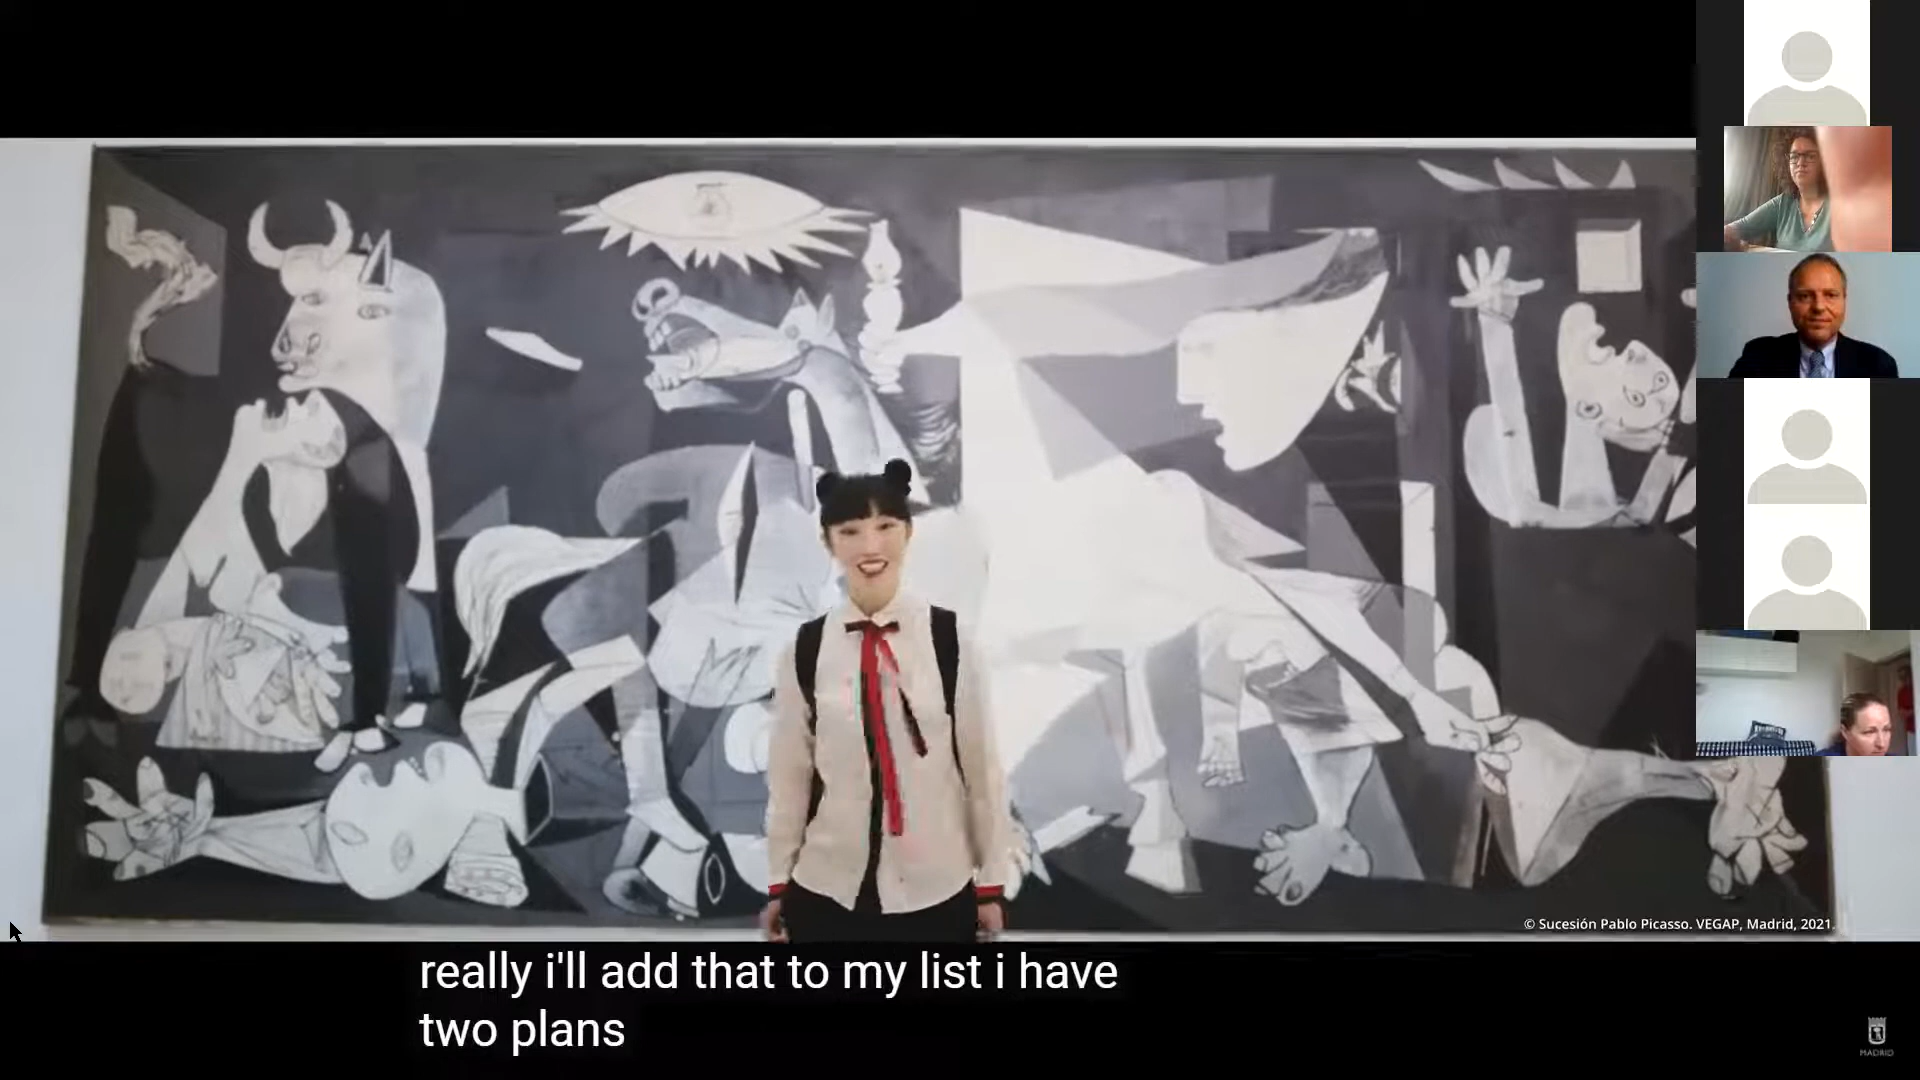 © Sucesión Pablo Picasso. VEGAP, Madrid, 2021.
really i'll add that to my list i have
two plans
MADRID